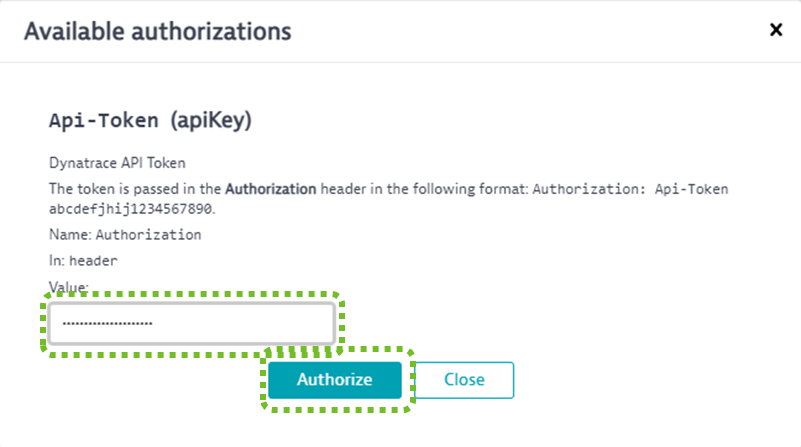 Available authorizations
Api-Token (apiKey)
Dynatrace API Token
The token is passed in the Authorization header in the following format: Authorization: Api-Token
abcdefjhij1234567890.
Name: Authorization
In: header
Value:
Authorize
Close